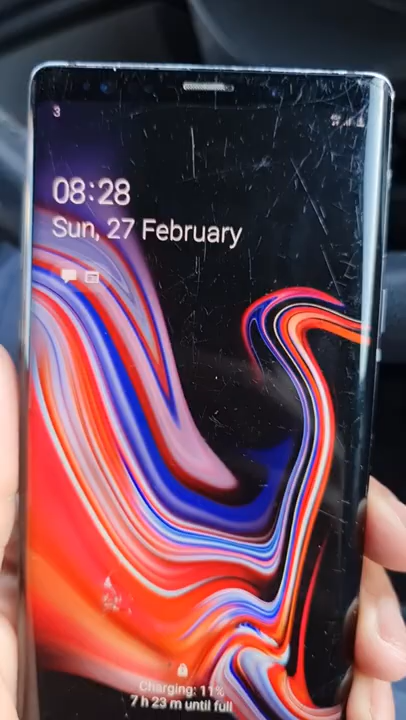 3
08:28
Sun, 27 February
Charging: 11%
7 h 23 m until full